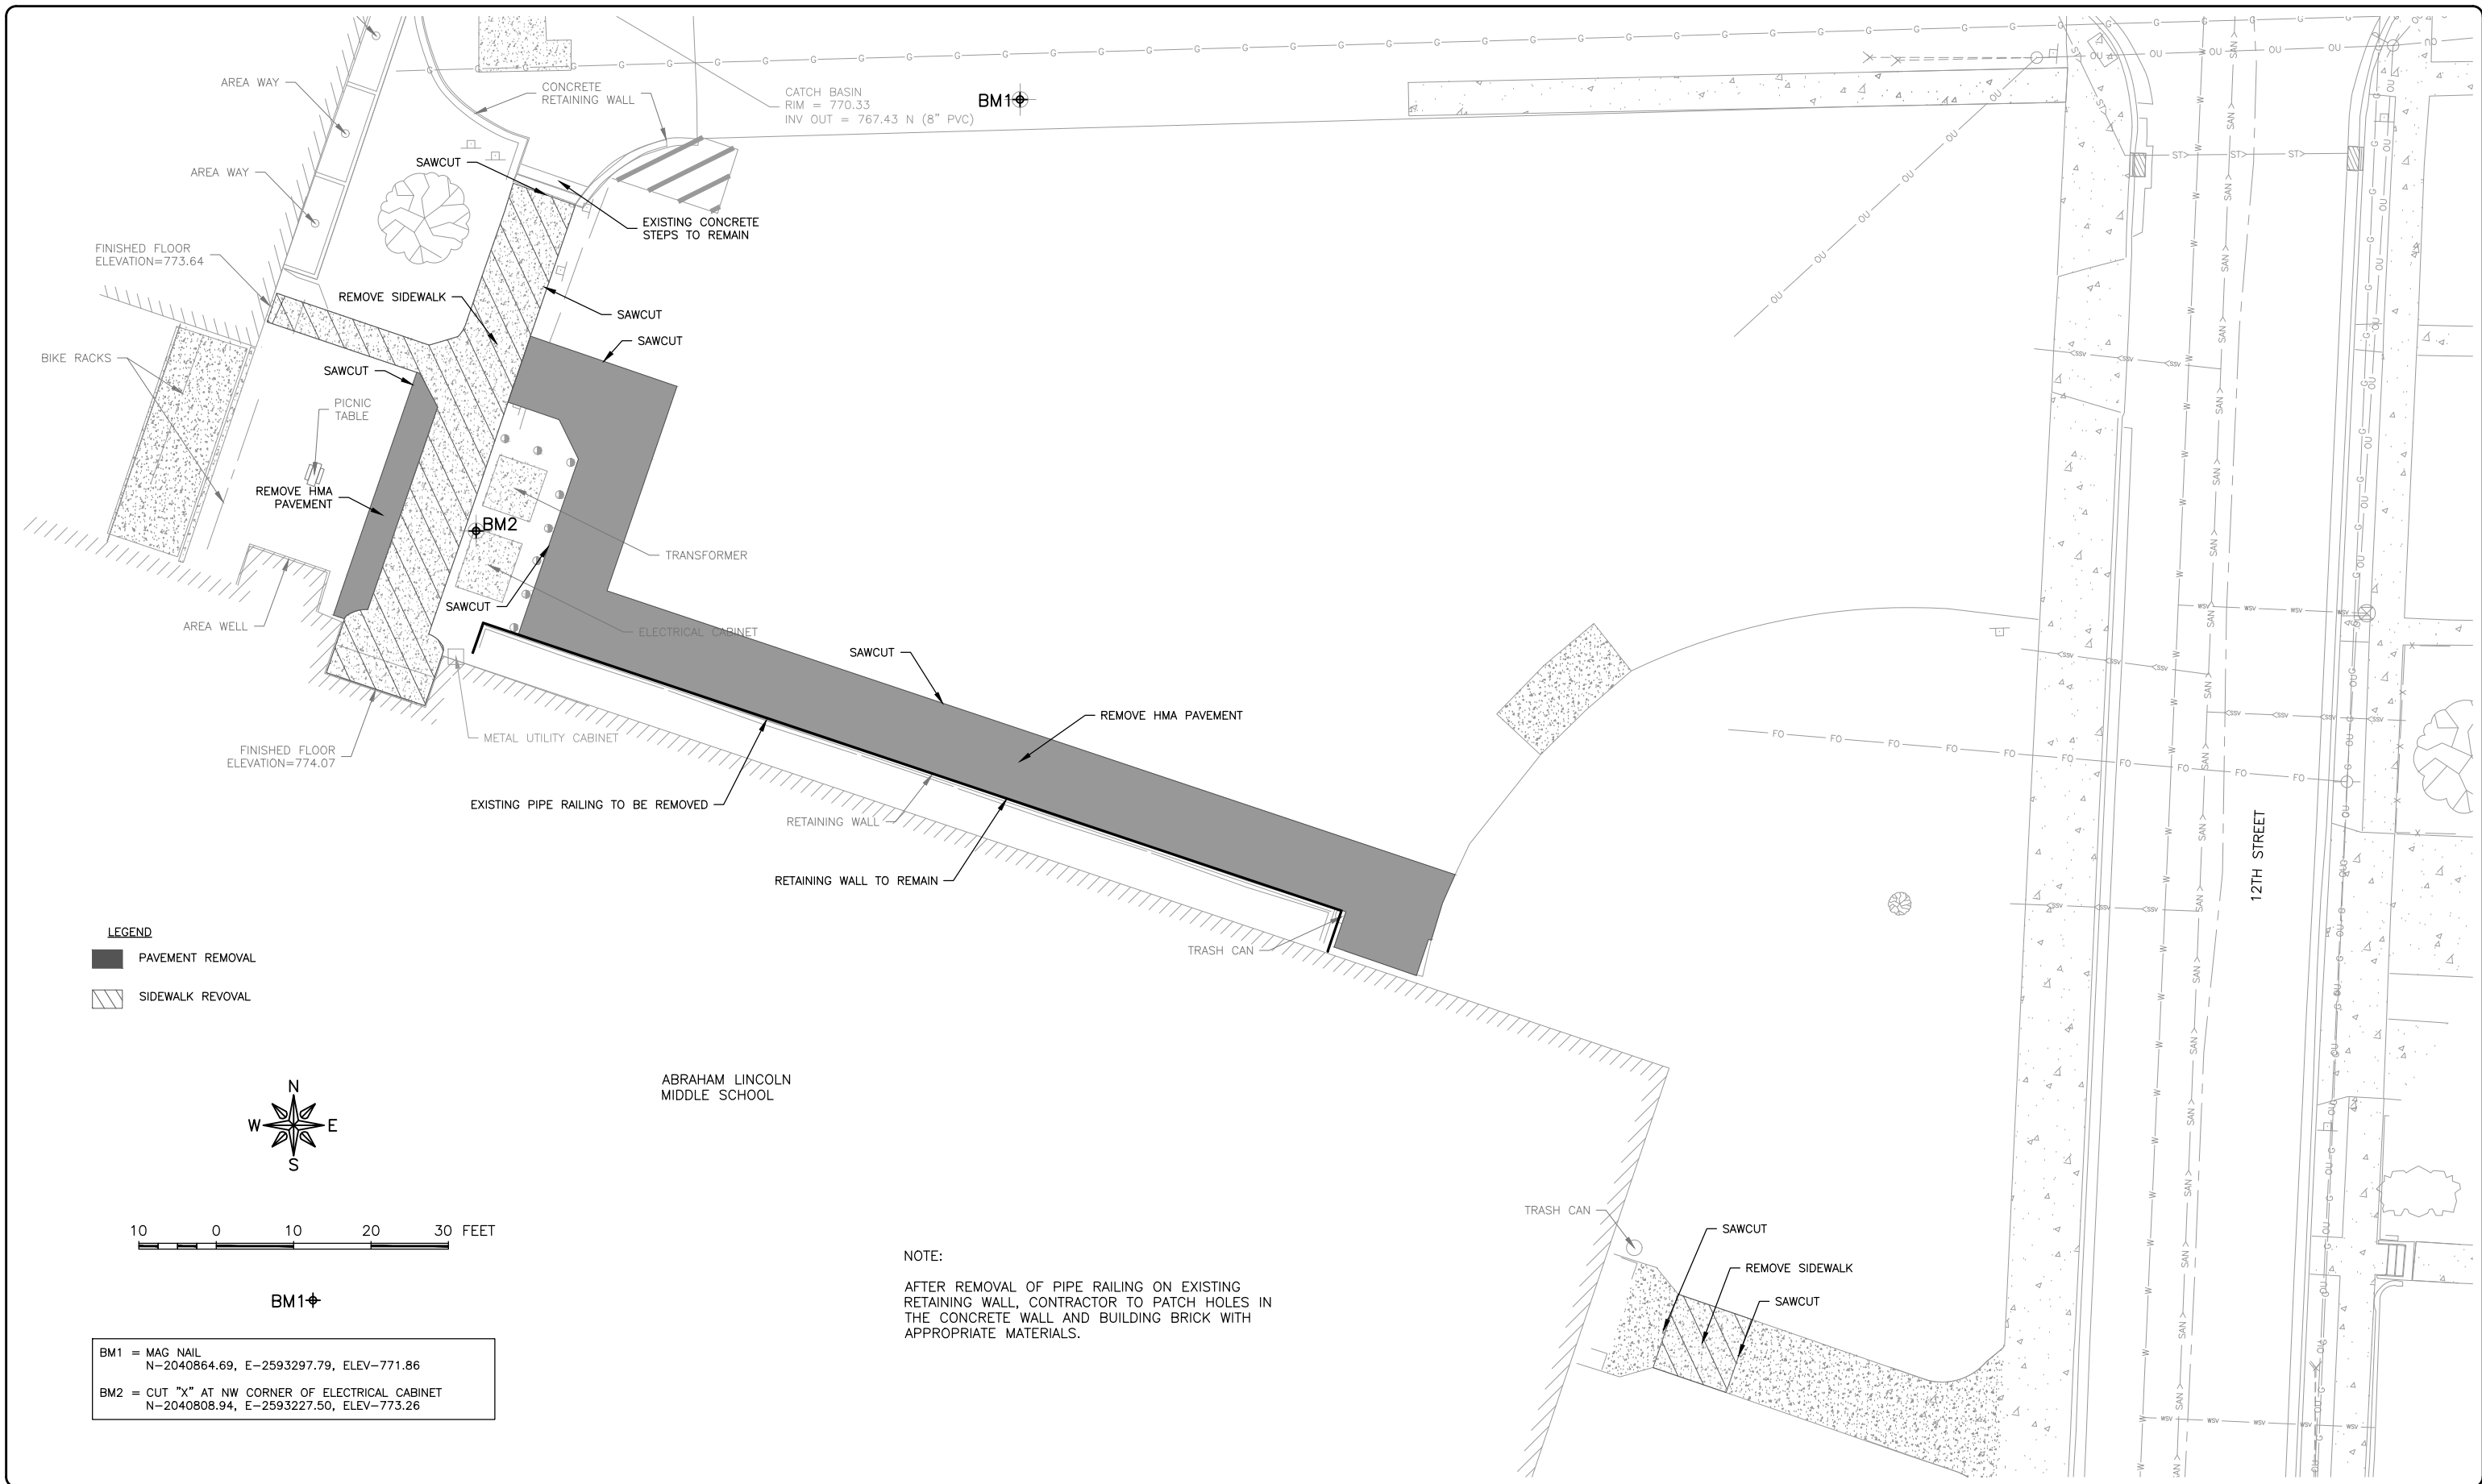 AREA WAY
CONCRETE
RETAINING WALL
CATCH BASIN
RIM = 770.33
INV OUT = 767.43 N (8" PVC)
BM1
SAWCUT
AREA WAY
EXISTING CONCRETE
STEPS TO REMAIN
FINISHED FLOOR
ELEVATION=773.64
REMOVE SIDEWALK
SAWCUT
SAWCUT
BIKE RACKS
SAWCUT
PICNIC
TABLE
REMOVE HMA
PAVEMENT
BM2
TRANSFORMER
SAWCUT
AREA WELL
ELECTRICAL CABINET
SAWCUT
METAL UTILITY CABINET
REMOVE HMA PAVEMENT
FINISHED FLOOR
ELEVATION=774.07
EXISTING PIPE RAILING TO BE REMOVED
RETAINING WALL
RETAINING WALL TO REMAIN
TRASH CAN
12TH STREET
LEGEND
PAVEMENT REMOVAL
SIDEWALK REVOVAL
ABRAHAM LINCOLN
MIDDLE SCHOOL
N
W E
S
10 0 10 20 30 FEET
BM1
BM1 = MAG NAIL
N-2040864.69, E-2593297.79, ELEV-771.86
BM2 = CUT "X" AT NW CORNER OF ELECTRICAL CABINET
N-2040808.94, E-2593227.50, ELEV-773.26
NOTE:
AFTER REMOVAL OF PIPE RAILING ON EXISTING
RETAINING WALL, CONTRACTOR TO PATCH HOLES IN
THE CONCRETE WALL AND BUILDING BRICK WITH
APPROPRIATE MATERIALS.
TRASH CAN
SAWCUT
REMOVE SIDEWALK
SAWCUT